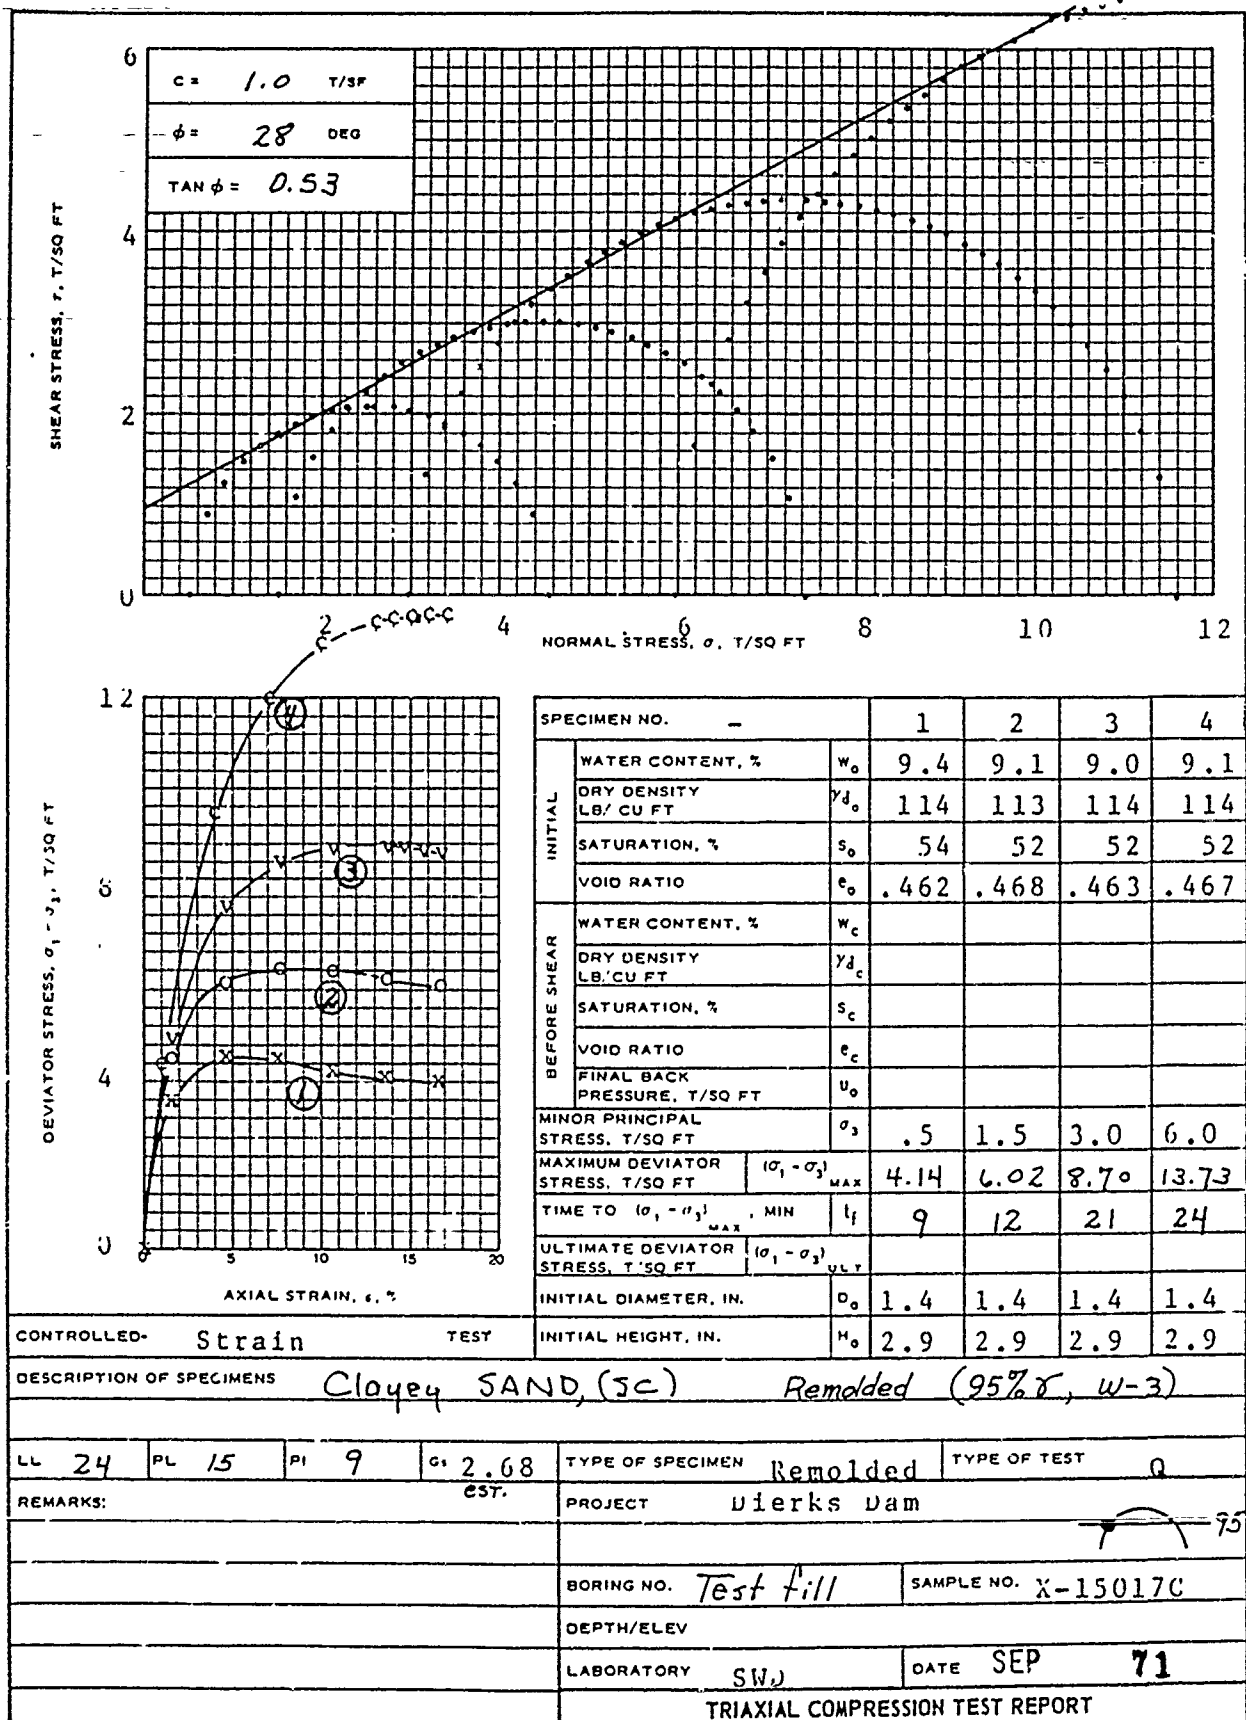 6
C = 1.0 T/SF
φ = 28 DEG
TAN φ = 0.53
4
SHEAR STRESS, τ, T/SQ FT
2
0
2 4 6 8 10 12
NORMAL STRESS, σ, T/SQ FT
12
8
4
0
DEVIATOR STRESS, σ₁ - σ₃, T/SQ FT
4
3
2
1
0 5 10 15 20
AXIAL STRAIN, ε, %
SPECIMEN NO. - 1 2 3 4
INITIAL
WATER CONTENT, % w₀ 9.4 9.1 9.0 9.1
DRY DENSITY LB/ CU FT γd₀ 114 113 114 114
SATURATION, % S₀ 54 52 52 52
VOID RATIO e₀ .462 .468 .463 .467
BEFORE SHEAR
WATER CONTENT, % wc
DRY DENSITY LB/CU FT γdc
SATURATION, % Sc
VOID RATIO ec
FINAL BACK PRESSURE, T/SQ FT u₀
MINOR PRINCIPAL STRESS, T/SQ FT σ₃ .5 1.5 3.0 6.0
MAXIMUM DEVIATOR STRESS, T/SQ FT (σ₁ - σ₃) MAX 4.14 6.02 8.70 13.73
TIME TO (σ₁ - σ₃) MAX, MIN tf 9 12 21 24
ULTIMATE DEVIATOR STRESS, T/SQ FT (σ₁ - σ₃) ULT
INITIAL DIAMETER, IN. D₀ 1.4 1.4 1.4 1.4
INITIAL HEIGHT, IN. H₀ 2.9 2.9 2.9 2.9
CONTROLLED- Strain TEST
DESCRIPTION OF SPECIMENS Clayey SAND, (SC) Remolded (95% γ, W-3)
LL 24 PL 15 PI 9 Gs 2.68 est.
TYPE OF SPECIMEN Remolded TYPE OF TEST Q
REMARKS:
PROJECT Dierks Dam
95
BORING NO. Test fill SAMPLE NO. X-15017C
DEPTH/ELEV
LABORATORY SWD DATE SEP 71
TRIAXIAL COMPRESSION TEST REPORT